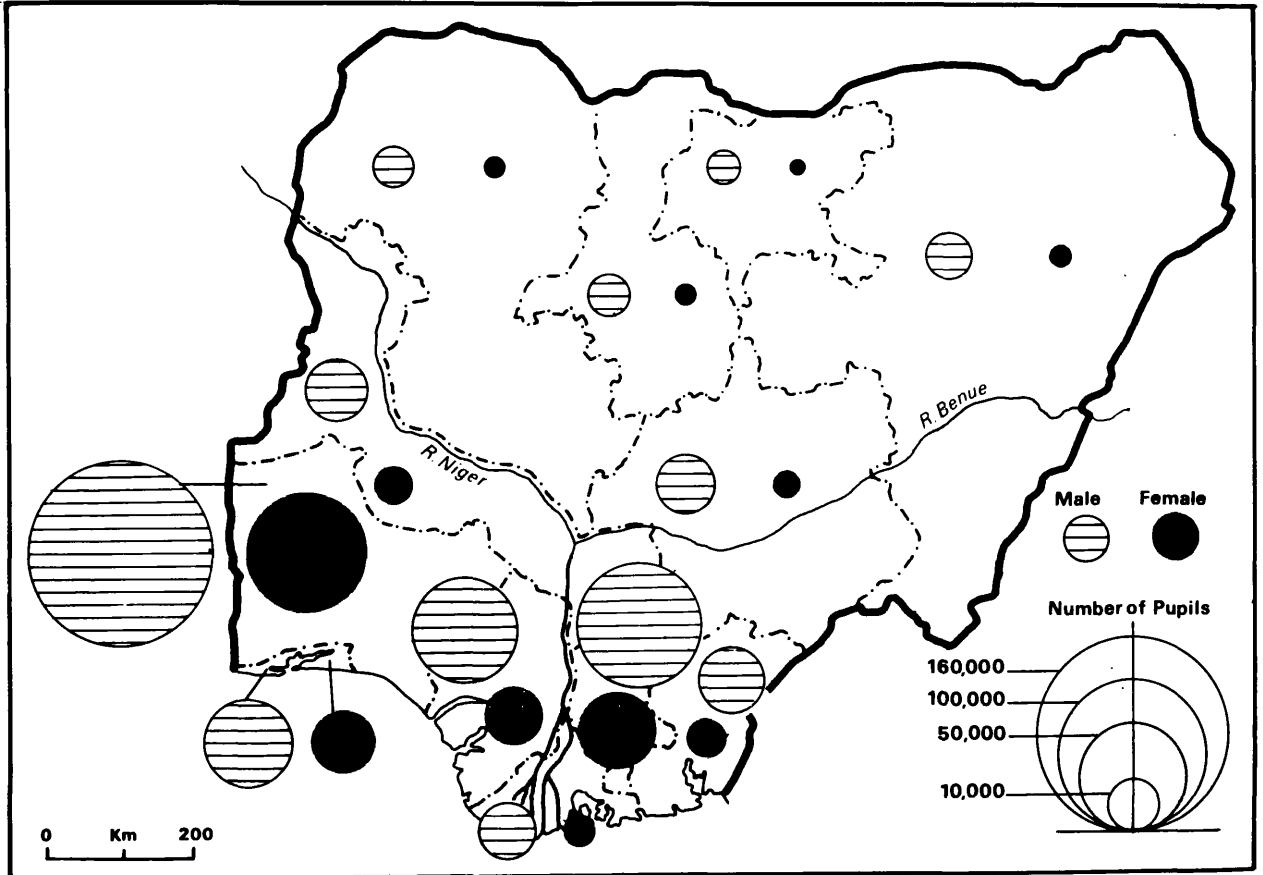 R. Niger
R. Benue
Male Female
Number of Pupils
160,000
100,000
50,000
10,000
0 Km 200